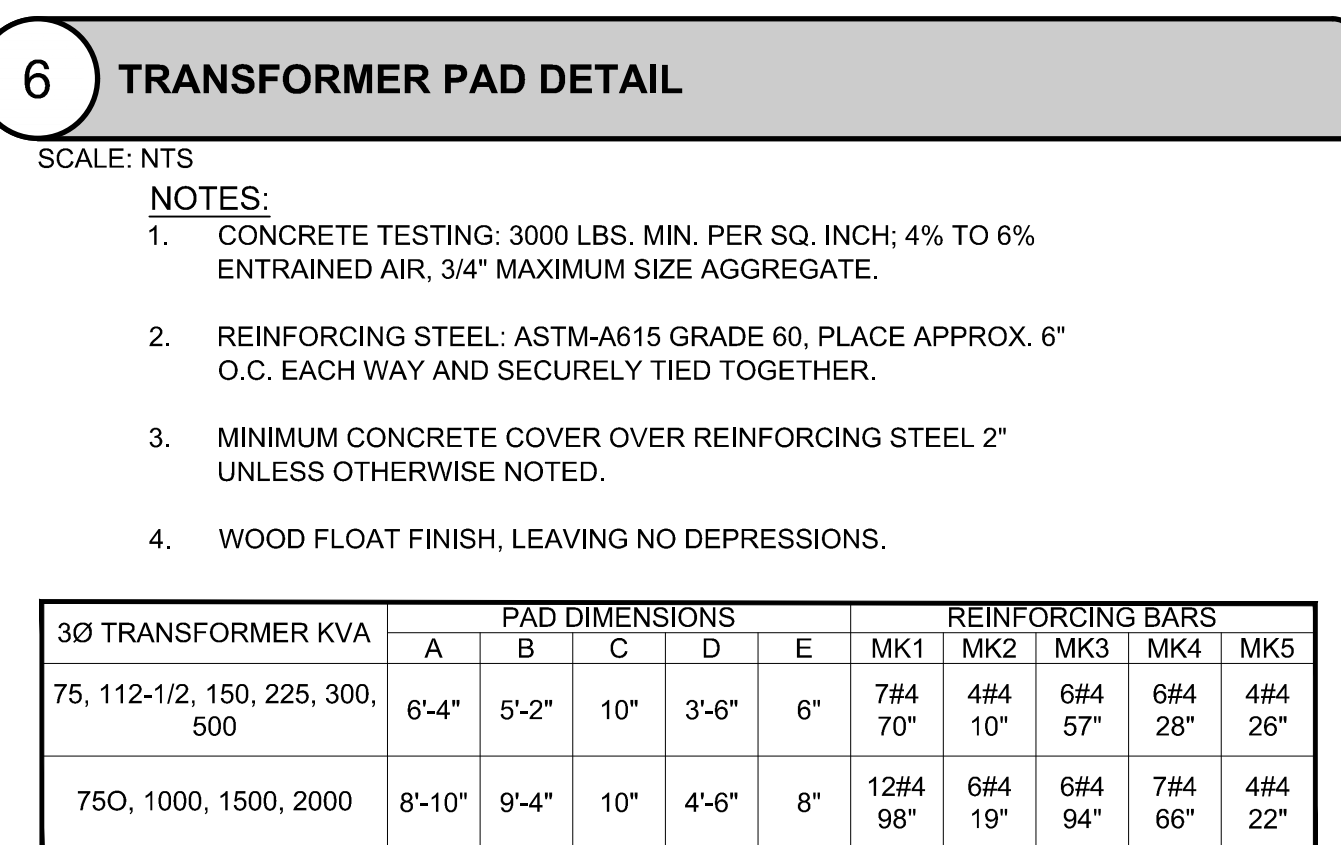 6 TRANSFORMER PAD DETAIL
SCALE: NTS
NOTES:
1. CONCRETE TESTING: 3000 LBS. MIN. PER SQ. INCH; 4% TO 6%
ENTRAINED AIR, 3/4" MAXIMUM SIZE AGGREGATE.
2. REINFORCING STEEL: ASTM-A615 GRADE 60, PLACE APPROX. 6"
O.C. EACH WAY AND SECURELY TIED TOGETHER.
3. MINIMUM CONCRETE COVER OVER REINFORCING STEEL 2"
UNLESS OTHERWISE NOTED.
4. WOOD FLOAT FINISH, LEAVING NO DEPRESSIONS.
3Ø TRANSFORMER KVA PAD DIMENSIONS REINFORCING BARS
A B C D E MK1 MK2 MK3 MK4 MK5
75, 112-1/2, 150, 225, 300, 6'-4" 5'-2" 10" 3'-6" 6" 7#4 4#4 6#4 6#4 4#4
500 70" 10" 57" 28" 26"
75O, 1000, 1500, 2000 8'-10" 9'-4" 10" 4'-6" 8" 12#4 6#4 6#4 7#4 4#4
98" 19" 94" 66" 22"